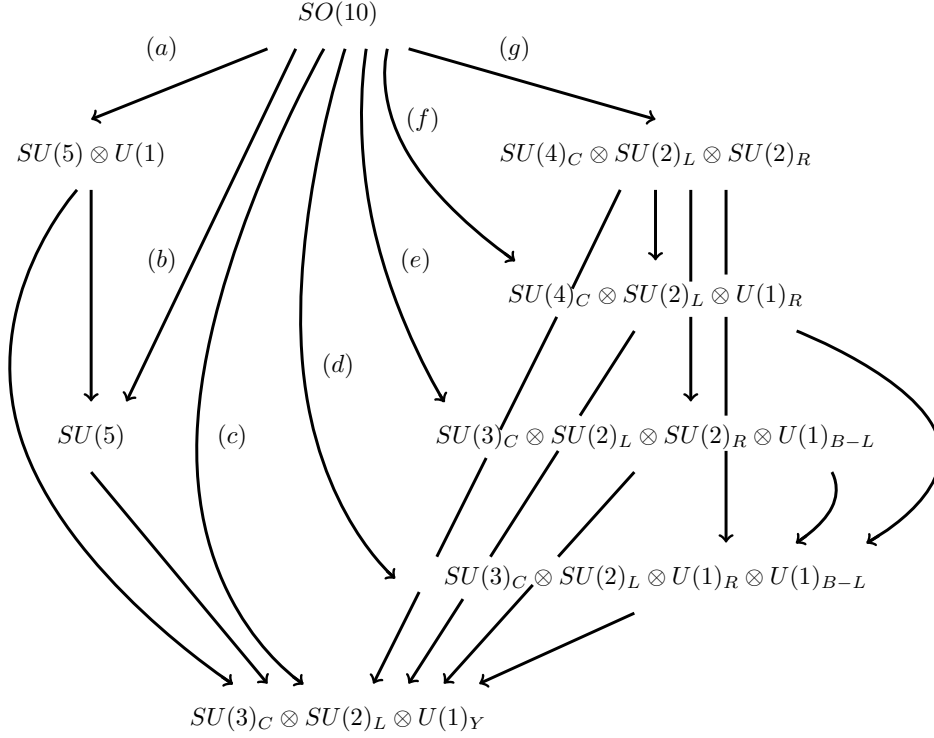 SO(10)
(a)
(g)
(f)
SU(5) ⊗ U(1)
SU(4)_C ⊗ SU(2)_L ⊗ SU(2)_R
(b)
(e)
SU(4)_C ⊗ SU(2)_L ⊗ U(1)_R
(d)
SU(5)
(c)
SU(3)_C ⊗ SU(2)_L ⊗ SU(2)_R ⊗ U(1)_{B−L}
SU(3)_C ⊗ SU(2)_L ⊗ U(1)_R ⊗ U(1)_{B−L}
SU(3)_C ⊗ SU(2)_L ⊗ U(1)_Y